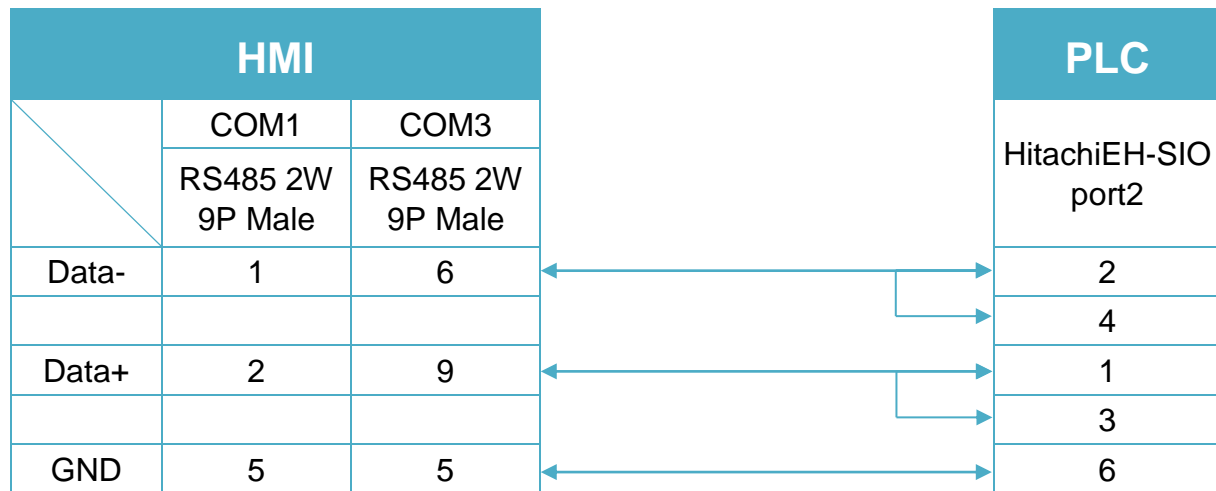 HMI
PLC
COM1 COM3
RS485 2W RS485 2W
9P Male 9P Male
HitachiEH-SIO
port2
Data- 1 6 2
4
Data+ 2 9 1
3
GND 5 5 6